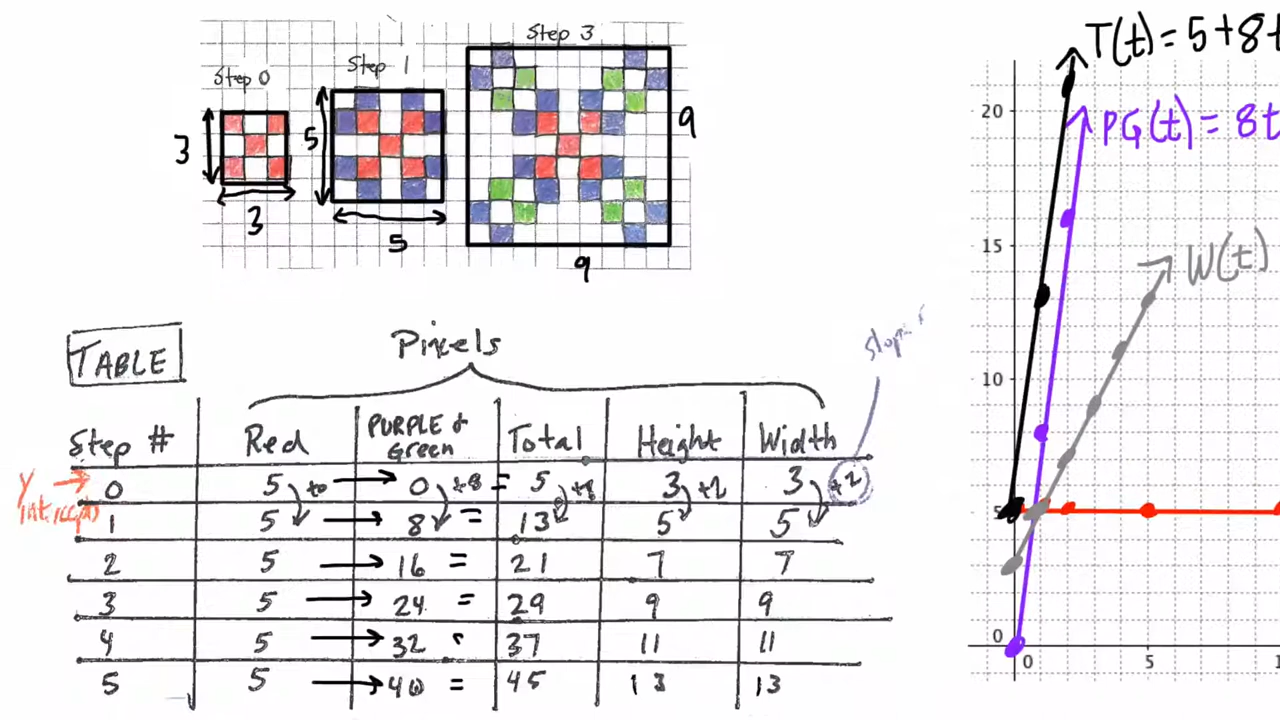 Step 0
Step 1
Step 3
3
3
5
5
9
9
TABLE
Pixels
Step # Red PURPLE & Green Total Height Width
0 5 +0 → 0 +8 = 5 +8 3 +2 3 +2
1 5 → 8 = 13 5 5
2 5 → 16 = 21 7 7
3 5 → 24 = 29 9 9
4 5 → 32 37 11 11
5 5 → 40 = 45 13 13
Y
T(t)=5+8t
PG(t)=8t
W(t)
20
15
10
5
0
0 5 1